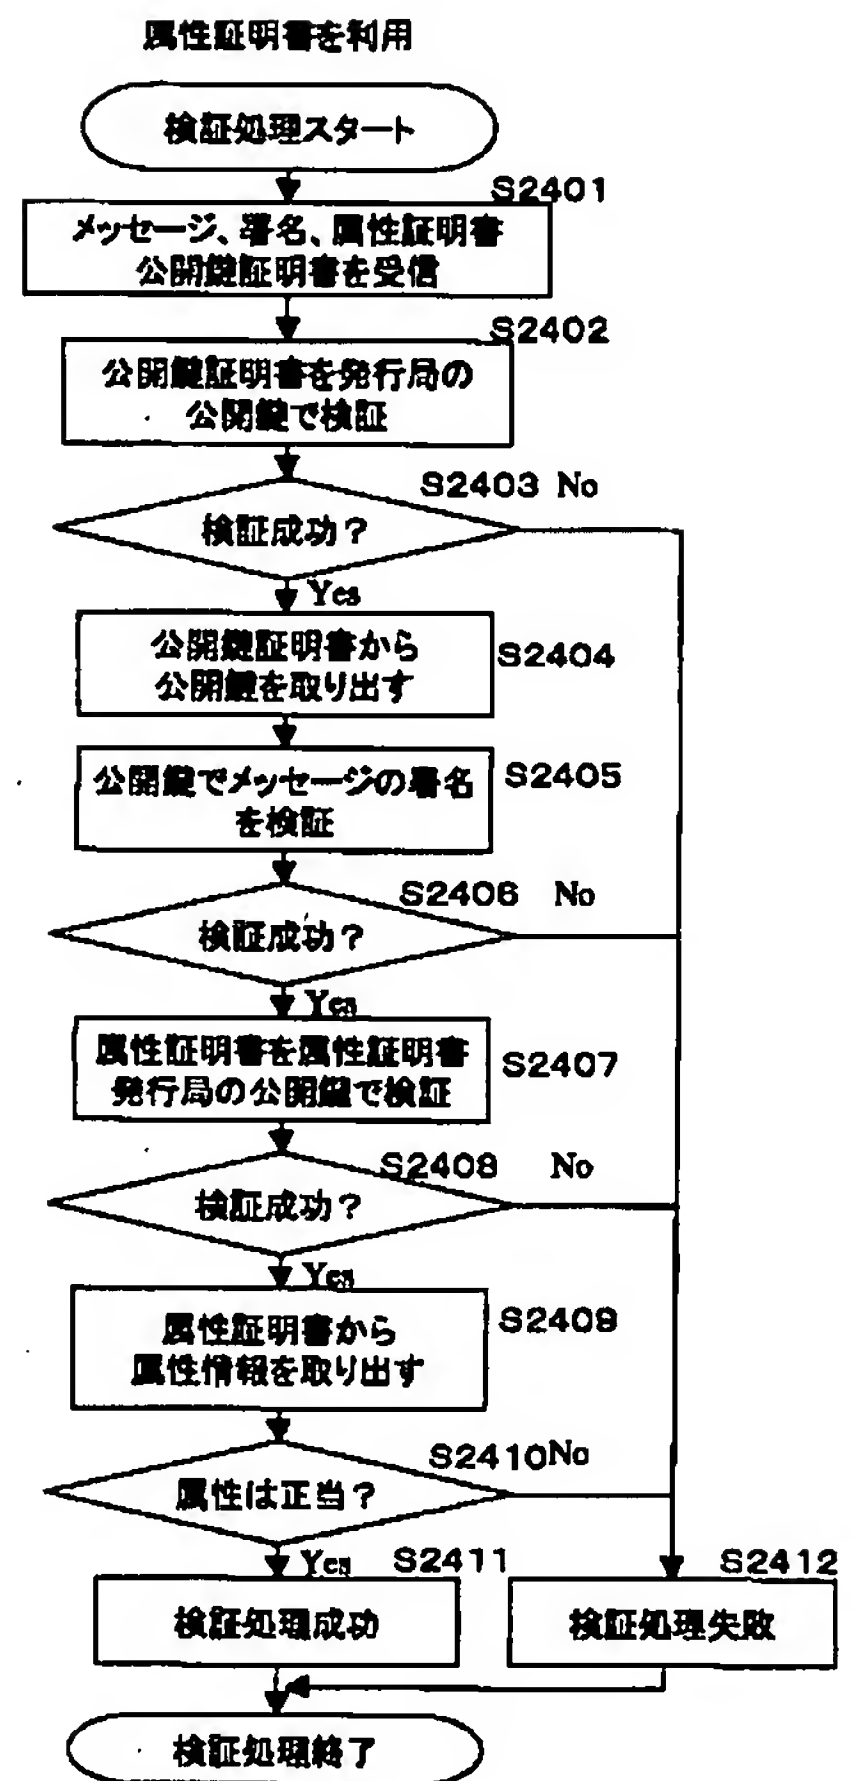 属性証明書を利用
検証処理スタート
S2401
メッセージ、署名、属性証明書
公開鍵証明書を受信
S2402
公開鍵証明書を発行局の
公開鍵で検証
S2403 No
検証成功？
Yes
公開鍵証明書から
公開鍵を取り出す
S2404
公開鍵でメッセージの署名
を検証
S2405
S2406 No
検証成功？
Yes
属性証明書を属性証明書
発行局の公開鍵で検証
S2407
S2408 No
検証成功？
Yes
属性証明書から
属性情報を取り出す
S2409
S2410 No
属性は正当？
Yes
S2411
S2412
検証処理成功
検証処理失敗
検証処理終了